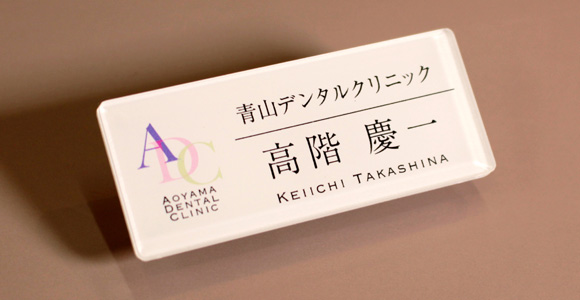 ADC
AOYAMA
DENTAL
CLINIC
青山デンタルクリニック
高階 慶一
KEIICHI TAKASHINA